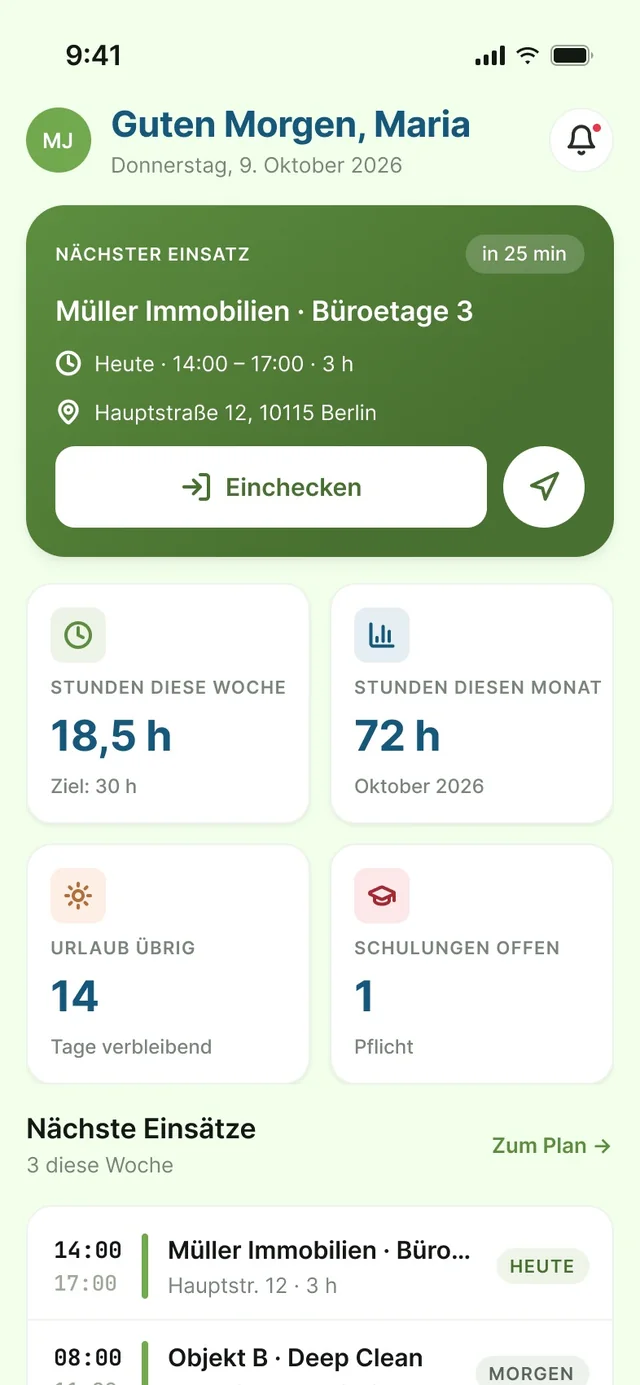 9:41
MJ
Guten Morgen, Maria
Donnerstag, 9. Oktober 2026
NÄCHSTER EINSATZ
in 25 min
Müller Immobilien · Büroetage 3
Heute · 14:00 – 17:00 · 3 h
Hauptstraße 12, 10115 Berlin
Einchecken
STUNDEN DIESE WOCHE
18,5 h
Ziel: 30 h
STUNDEN DIESEN MONAT
72 h
Oktober 2026
URLAUB ÜBRIG
14
Tage verbleibend
SCHULUNGEN OFFEN
1
Pflicht
Nächste Einsätze
3 diese Woche
Zum Plan →
14:00
17:00
Müller Immobilien · Büro...
Hauptstr. 12 · 3 h
HEUTE
08:00
Objekt B · Deep Clean
MORGEN